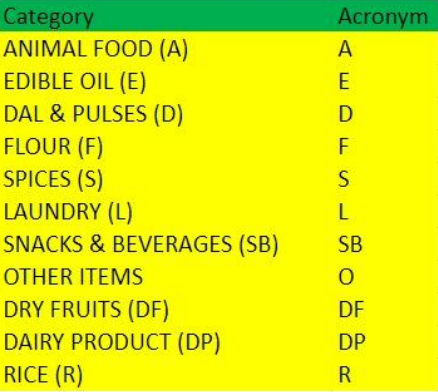 Category Acronym
ANIMAL FOOD (A) A
EDIBLE OIL (E) E
DAL & PULSES (D) D
FLOUR (F) F
SPICES (S) S
LAUNDRY (L) L
SNACKS & BEVERAGES (SB) SB
OTHER ITEMS O
DRY FRUITS (DF) DF
DAIRY PRODUCT (DP) DP
RICE (R) R